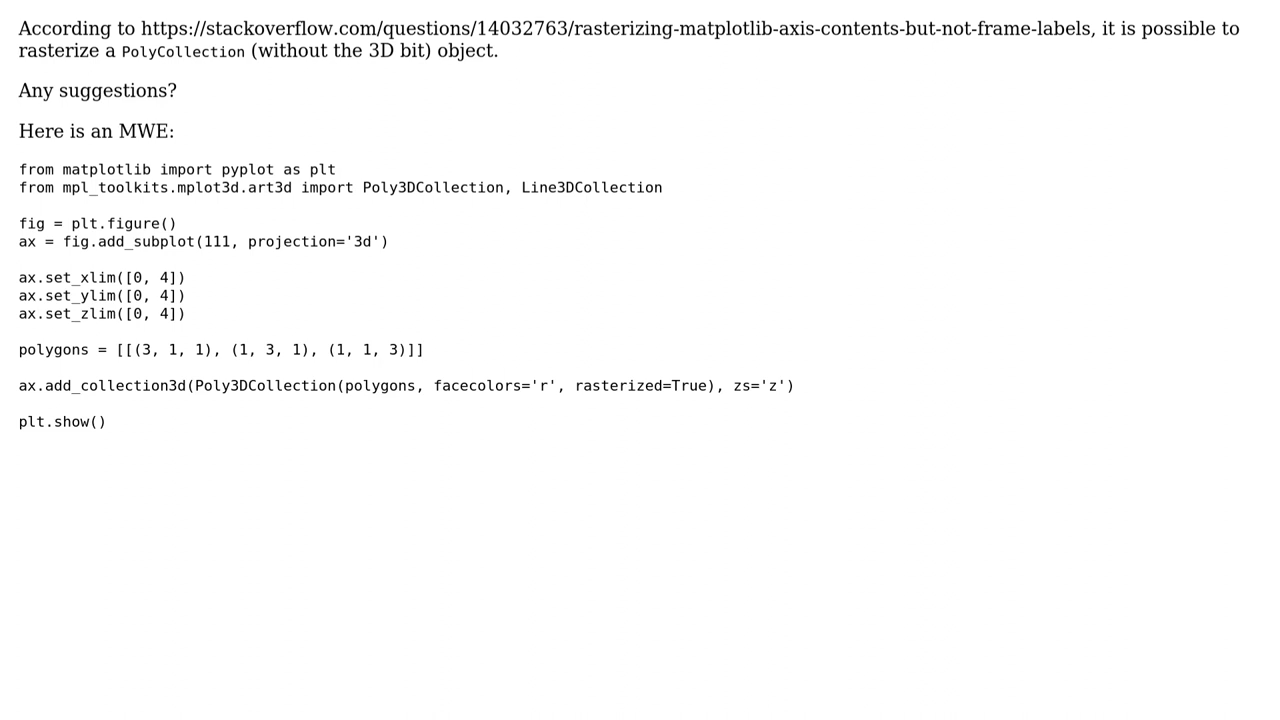 According to https://stackoverflow.com/questions/14032763/rasterizing-matplotlib-axis-contents-but-not-frame-labels, it is possible to
rasterize a PolyCollection (without the 3D bit) object.
Any suggestions?
Here is an MWE:
from matplotlib import pyplot as plt
from mpl_toolkits.mplot3d.art3d import Poly3DCollection, Line3DCollection
fig = plt.figure()
ax = fig.add_subplot(111, projection='3d')
ax.set_xlim([0, 4])
ax.set_ylim([0, 4])
ax.set_zlim([0, 4])
polygons = [[(3, 1, 1), (1, 3, 1), (1, 1, 3)]]
ax.add_collection3d(Poly3DCollection(polygons, facecolors='r', rasterized=True), zs='z')
plt.show()